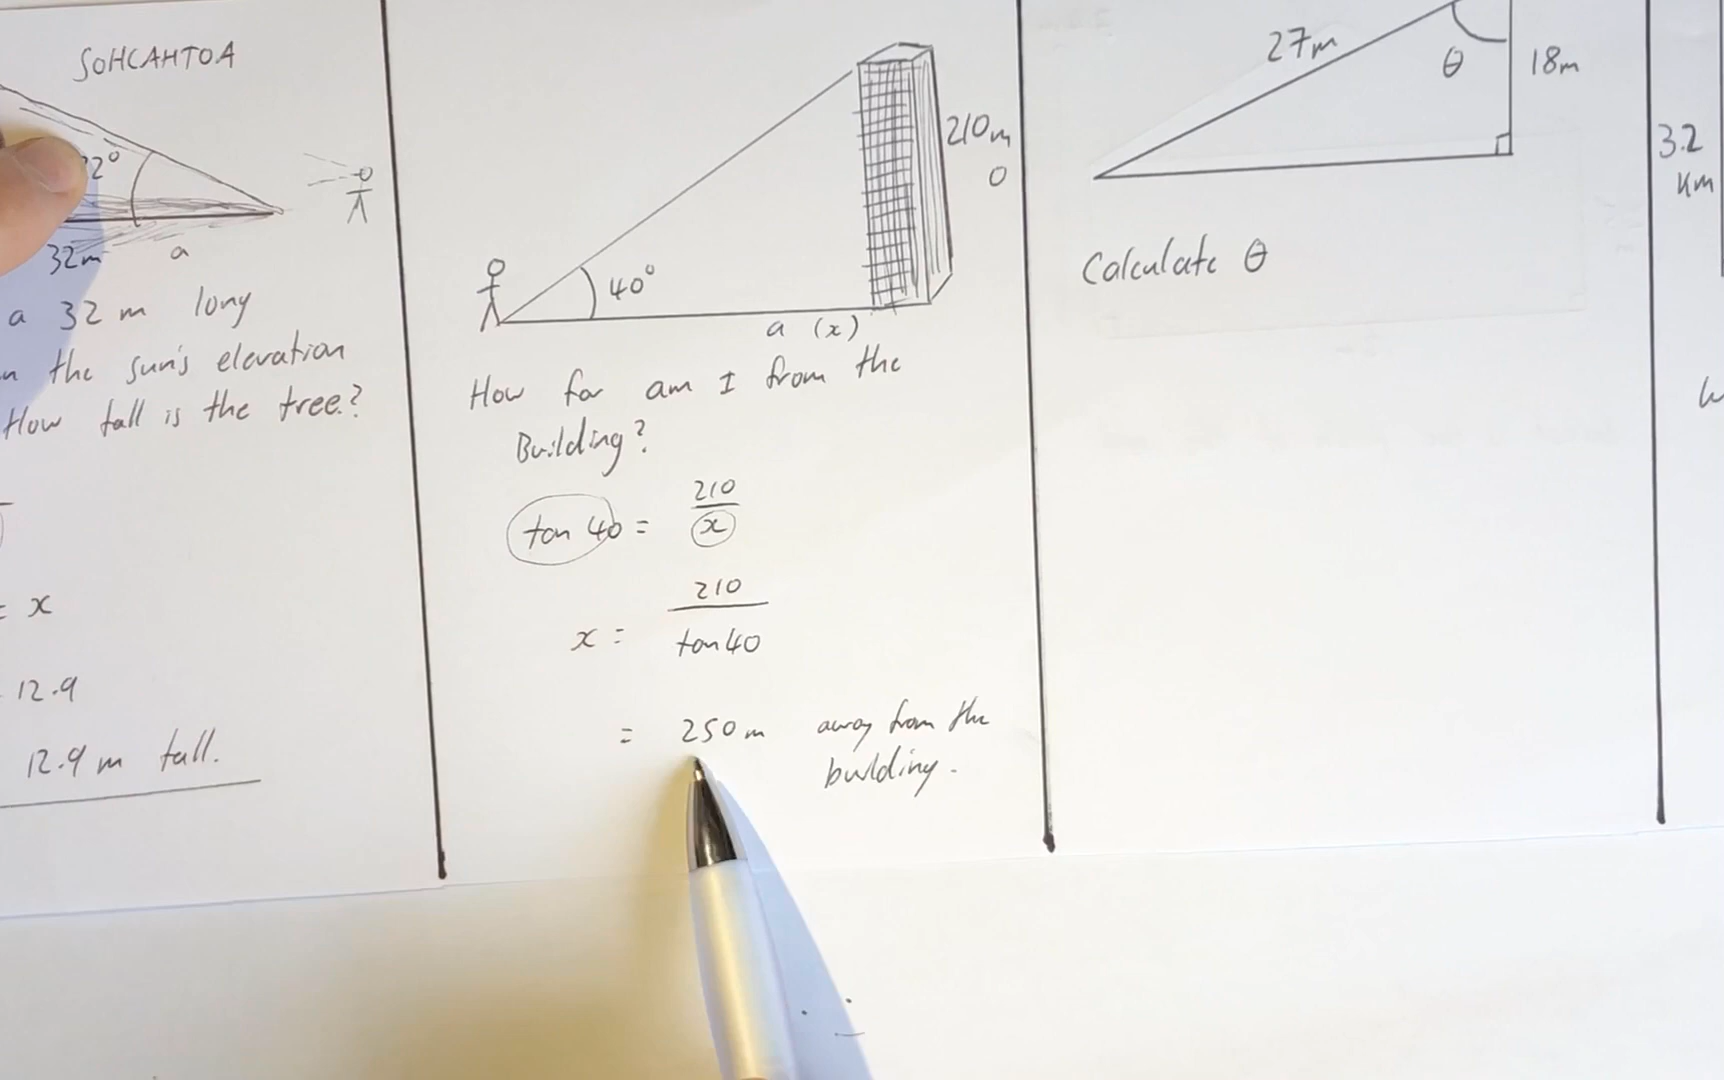 SOHCAHTOA
2°
32m a
a 32 m long
the sun's elevation
How tall is the tree?
= x
12.9
12.9 m tall.
210m
O
40°
a (x)
How far am I from the
Building?
tan 40 = 210/x
x = 210/tan 40
= 250m away from the
building.
27m
θ
18m
Calculate θ
3.2
km